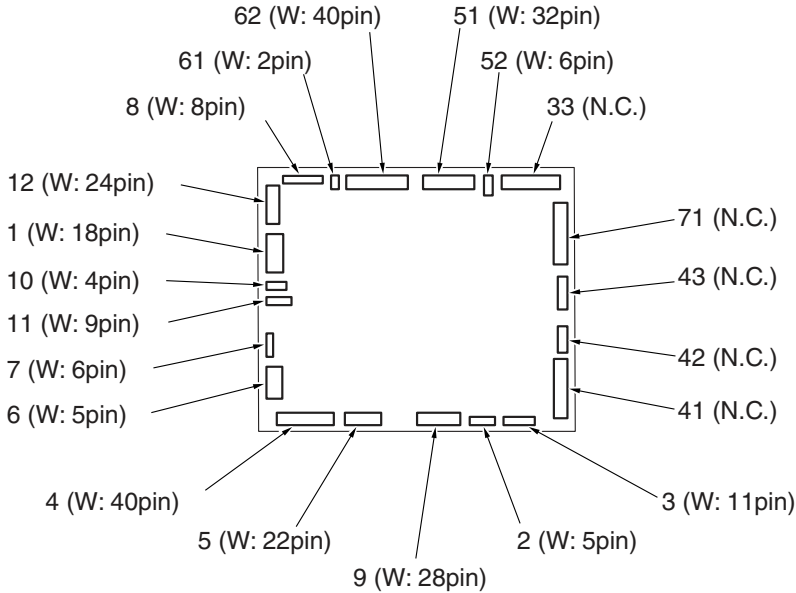 62 (W: 40pin)
51 (W: 32pin)
61 (W: 2pin)
52 (W: 6pin)
8 (W: 8pin)
33 (N.C.)
12 (W: 24pin)
1 (W: 18pin)
71 (N.C.)
10 (W: 4pin)
43 (N.C.)
11 (W: 9pin)
7 (W: 6pin)
42 (N.C.)
6 (W: 5pin)
41 (N.C.)
4 (W: 40pin)
3 (W: 11pin)
5 (W: 22pin)
2 (W: 5pin)
9 (W: 28pin)